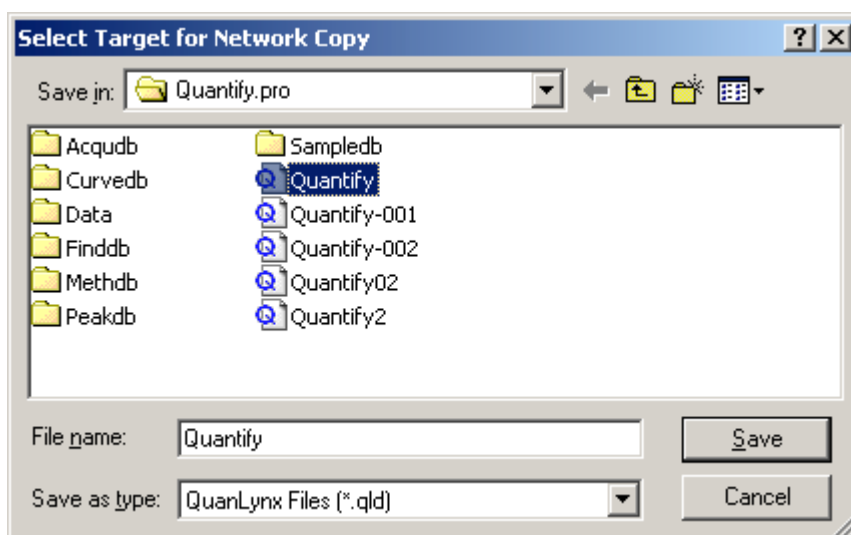 Select Target for Network Copy
Save in: Quantify.pro
Acqudb
Curvedb
Data
Finddb
Methdb
Peakdb
Sampledb
Quantify
Quantify-001
Quantify-002
Quantify02
Quantify2
File name: Quantify Save
Save as type: QuanLynx Files (*.qld) Cancel